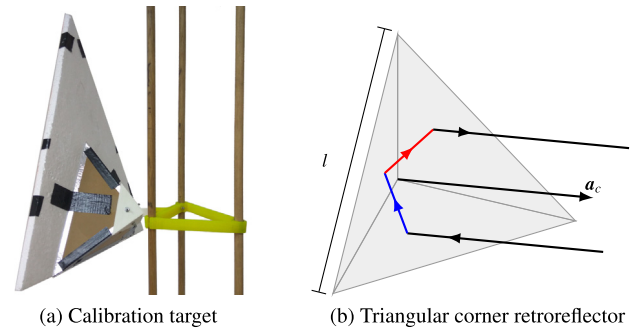 l
a_c
(a) Calibration target
(b) Triangular corner retroreflector